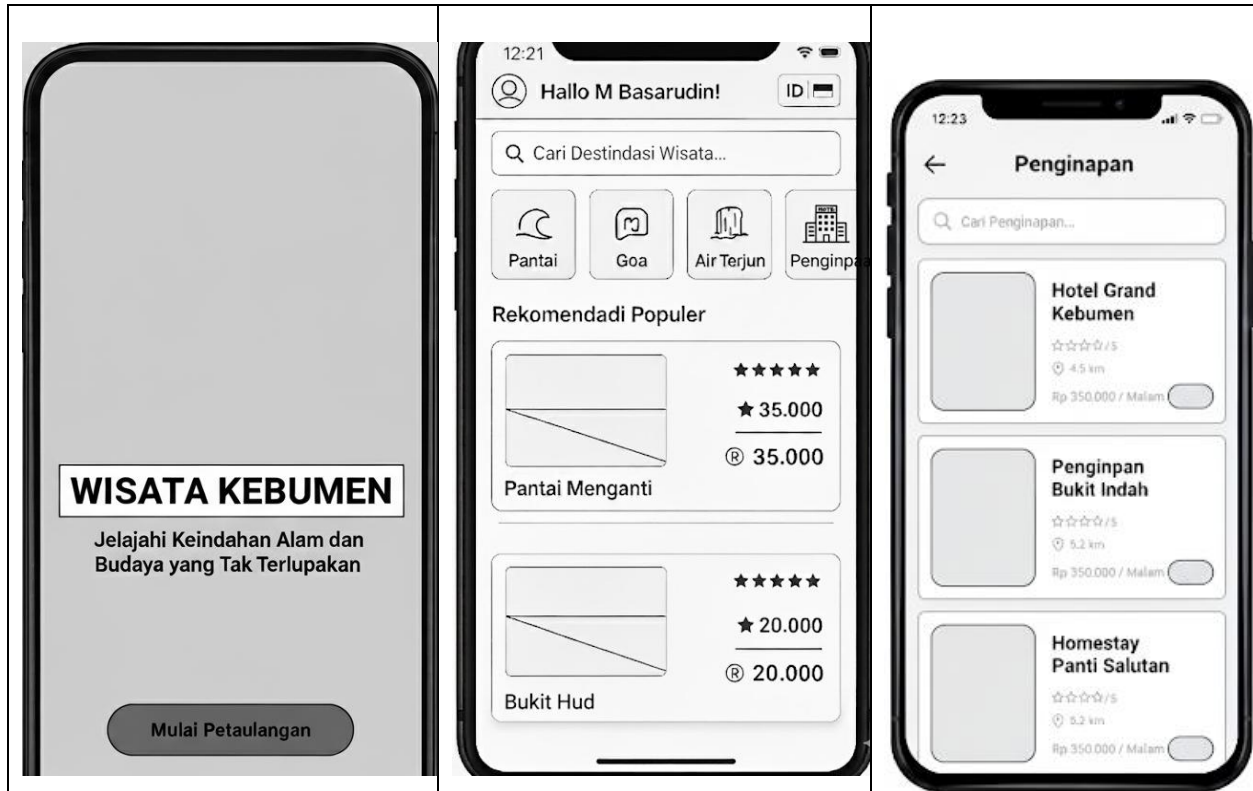 WISATA KEBUMEN
Jelajahi Keindahan Alam dan
Budaya yang Tak Terlupakan
Mulai Petaulangan
12:21
Hallo M Basarudin!
ID
Cari Destindasi Wisata...
Pantai
Goa
Air Terjun
Penginpaa
Rekomendadi Populer
★★★★★
★ 35.000
® 35.000
Pantai Menganti
★★★★★
★ 20.000
® 20.000
Bukit Hud
12:23
Penginapan
Cari Penginapan...
Hotel Grand
Kebumen
☆☆☆☆/5
4.5 km
Rp 350.000 / Malam
Penginpan
Bukit Indah
☆☆☆☆/5
5.2 km
Rp 350.000 / Malam
Homestay
Panti Salutan
☆☆☆☆/5
5.2 km
Rp 350.000 / Malam